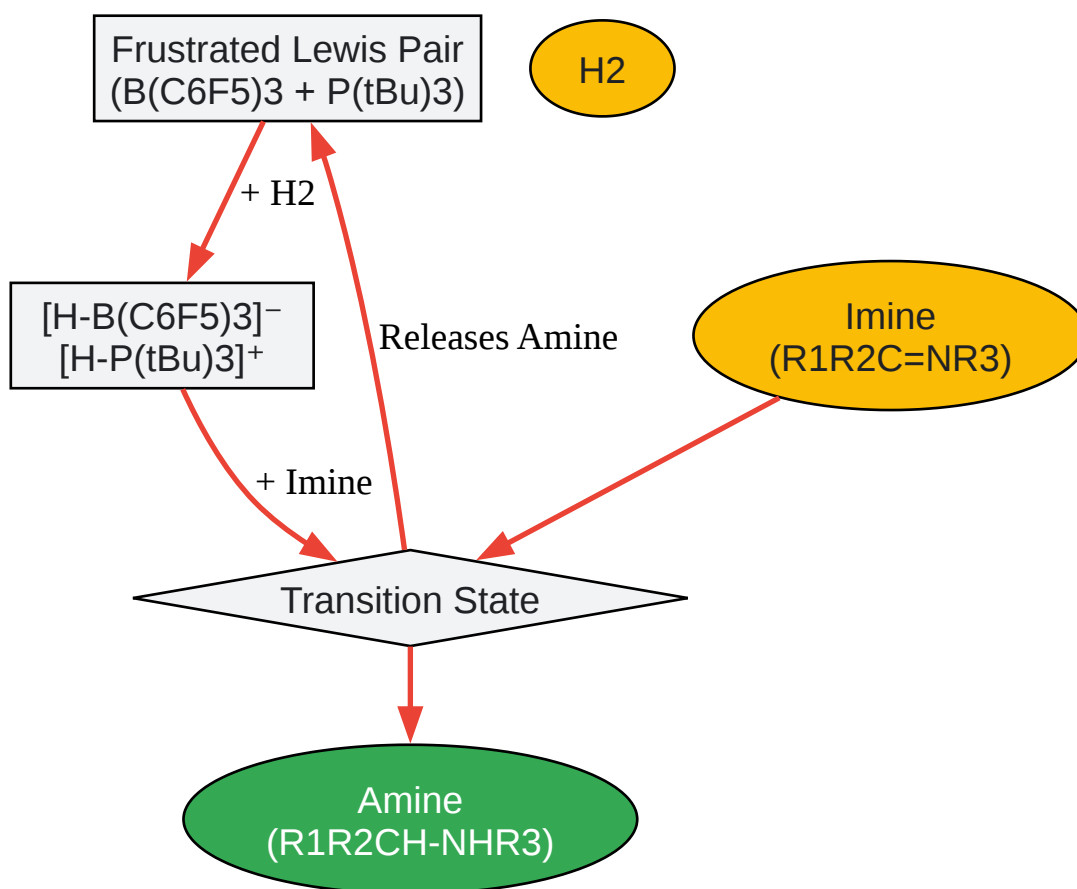 Frustrated Lewis Pair
(B(C6F5)3 + P(tBu)3)
H2
+ H2
[H-B(C6F5)3]⁻
[H-P(tBu)3]⁺
Releases Amine
Imine
(R1R2C=NR3)
+ Imine
Transition State
Amine
(R1R2CH-NHR3)